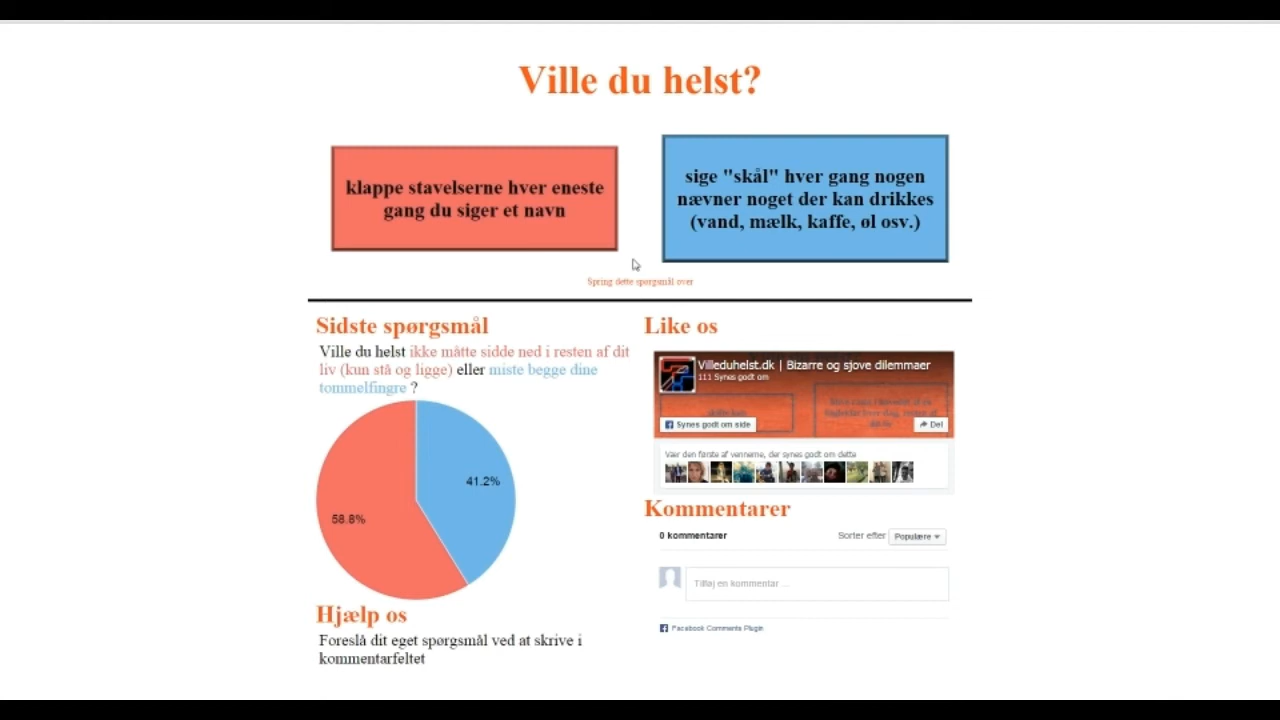 Ville du helst?
klappe stavelserne hver eneste
gang du siger et navn
sige "skål" hver gang nogen
nævner noget der kan drikkes
(vand, mælk, kaffe, øl osv.)
Spring dette spørgsmål over
Sidste spørgsmål
Ville du helst ikke måtte sidde ned i resten af dit
liv (kun stå og ligge) eller miste begge dine
tommelfingre ?
41.2%
58.8%
Hjælp os
Foreslå dit eget spørgsmål ved at skrive i
kommentarfeltet
Like os
Villeduhelst.dk | Bizarre og sjove dilemmaer
111 Synes godt om
Synes godt om side
Del
Vær den første af vennerne, der synes godt om dette
Kommentarer
0 kommentarer
Sorter efter Populære
Tilføj en kommentar ...
Facebook Comments Plugin